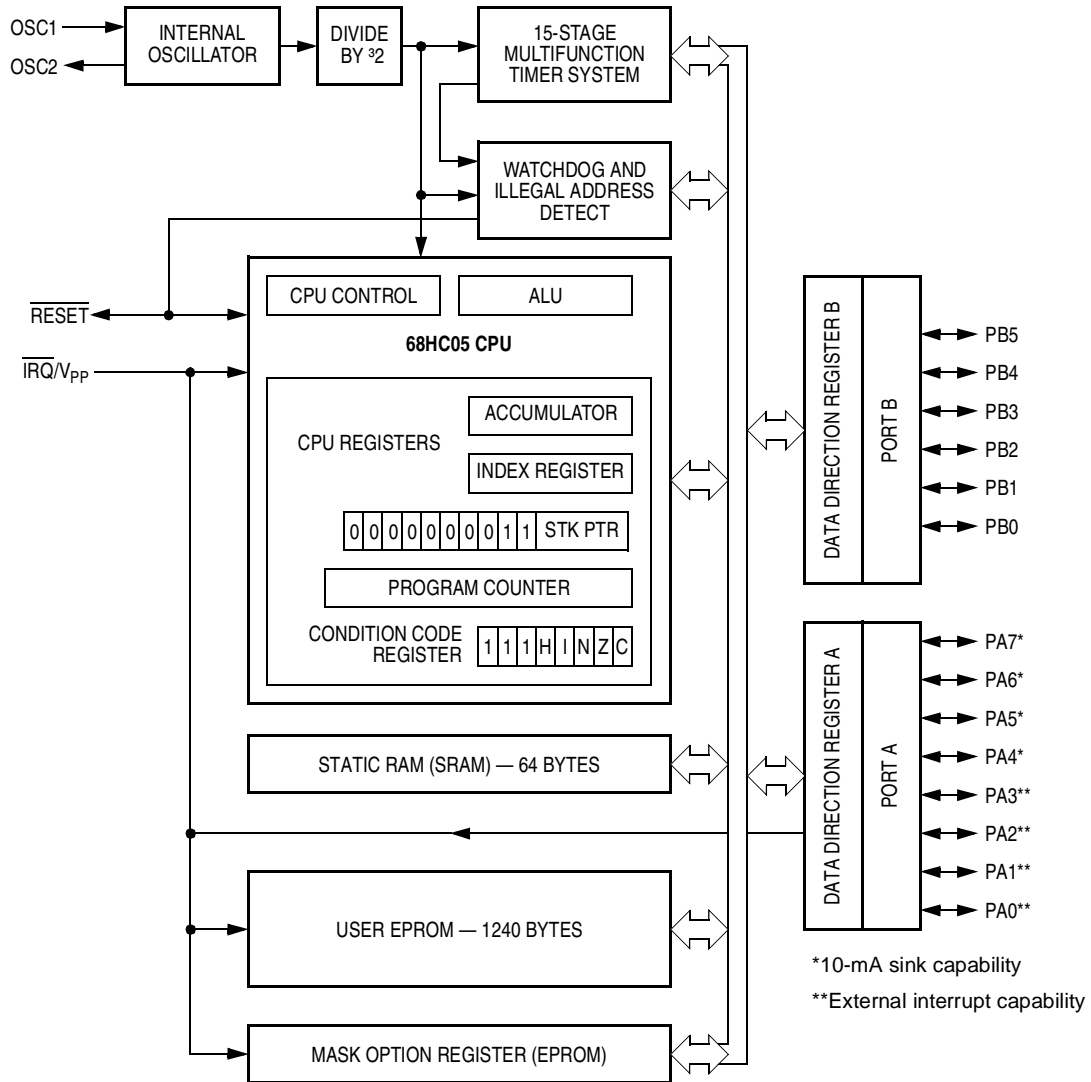 OSC1
OSC2
INTERNAL
OSCILLATOR
DIVIDE
BY ³2
15-STAGE
MULTIFUNCTION
TIMER SYSTEM
WATCHDOG AND
ILLEGAL ADDRESS
DETECT
RESET
IRQ/VPP
CPU CONTROL
ALU
68HC05 CPU
CPU REGISTERS
ACCUMULATOR
INDEX REGISTER
0 0 0 0 0 0 0 0 1 1 STK PTR
PROGRAM COUNTER
CONDITION CODE
REGISTER
1 1 1 H I N Z C
STATIC RAM (SRAM) — 64 BYTES
USER EPROM — 1240 BYTES
MASK OPTION REGISTER (EPROM)
DATA DIRECTION REGISTER B
PORT B
PB5
PB4
PB3
PB2
PB1
PB0
DATA DIRECTION REGISTER A
PORT A
PA7*
PA6*
PA5*
PA4*
PA3**
PA2**
PA1**
PA0**
*10-mA sink capability
**External interrupt capability